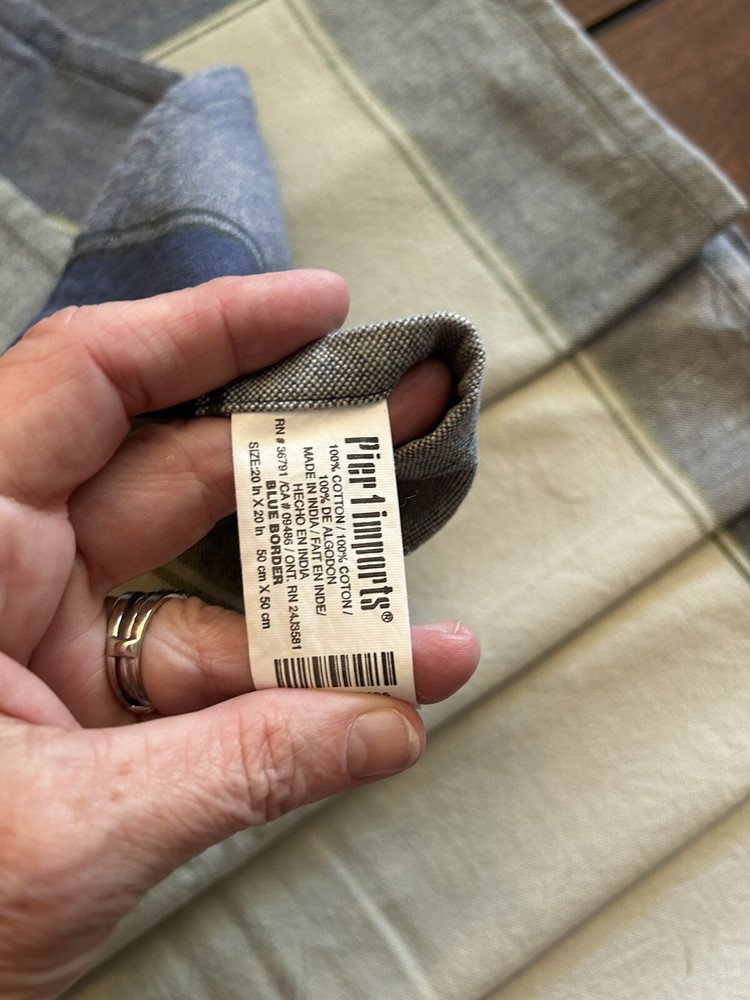 Pier 1 imports®
100% COTTON / 100% COTON /
100% DE ALGODON
MADE IN INDIA / FAIT EN INDE/
HECHO EN INDIA
RN # 36791 /CA # 09486 / ONT. RN 24J3581
BLUE BORDER
SIZE:20 In X 20 In 50 cm X 50 cm